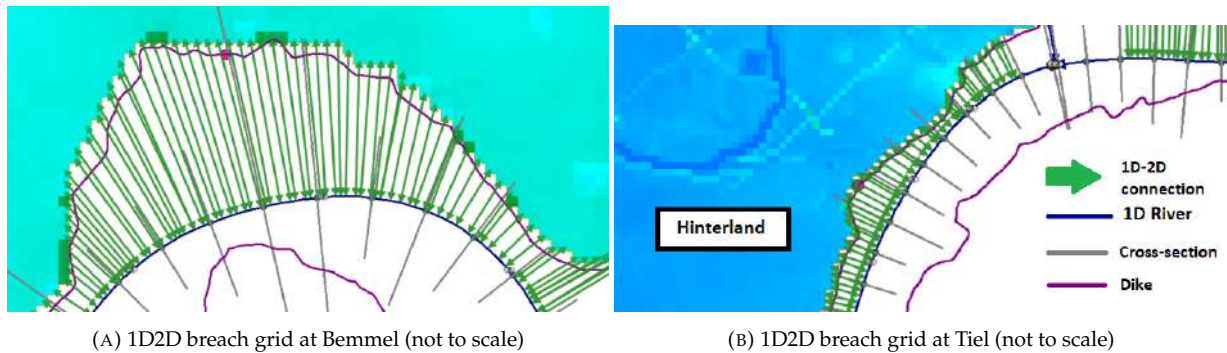 1D-2D
connection
1D River
Hinterland
Cross-section
Dike
(A) 1D2D breach grid at Bemmel (not to scale)
(B) 1D2D breach grid at Tiel (not to scale)